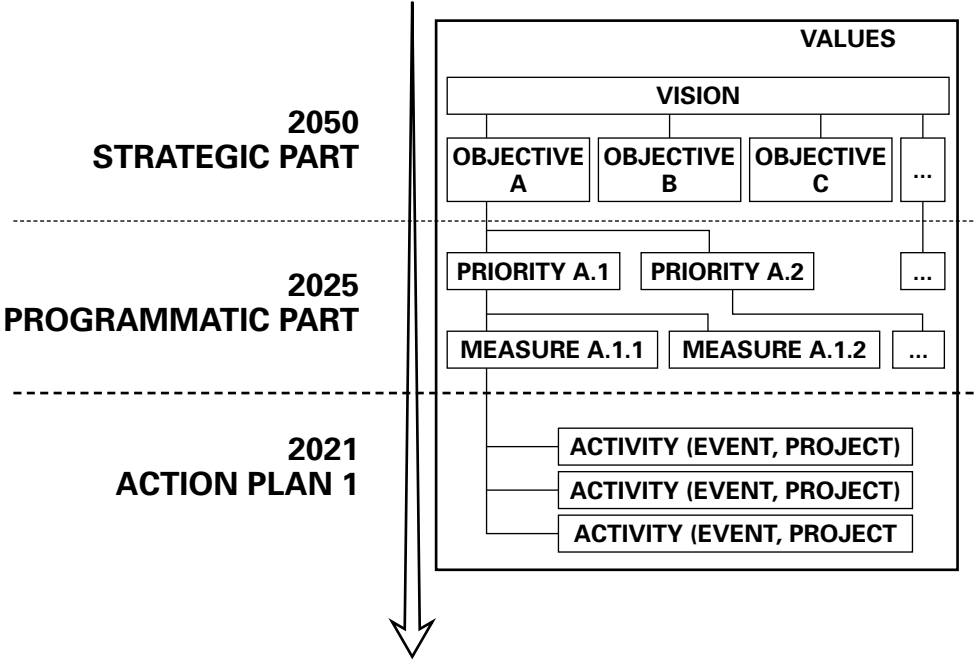 VALUES
VISION
2050
STRATEGIC PART
OBJECTIVE
A
OBJECTIVE
B
OBJECTIVE
C
...
2025
PROGRAMMATIC PART
PRIORITY A.1
PRIORITY A.2
...
MEASURE A.1.1
MEASURE A.1.2
...
2021
ACTION PLAN 1
ACTIVITY (EVENT, PROJECT)
ACTIVITY (EVENT, PROJECT)
ACTIVITY (EVENT, PROJECT